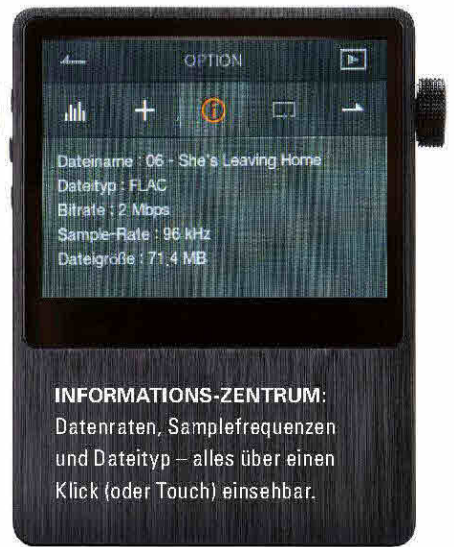 OPTION
Dateiname : 06 - She's Leaving Home
Dateityp : FLAC
Bitrate : 2 Mbps
Sample-Rate : 96 kHz
Dateigröße : 71,4 MB
INFORMATIONS-ZENTRUM:
Datenraten, Samplefrequenzen
und Dateityp – alles über einen
Klick (oder Touch) einsehbar.